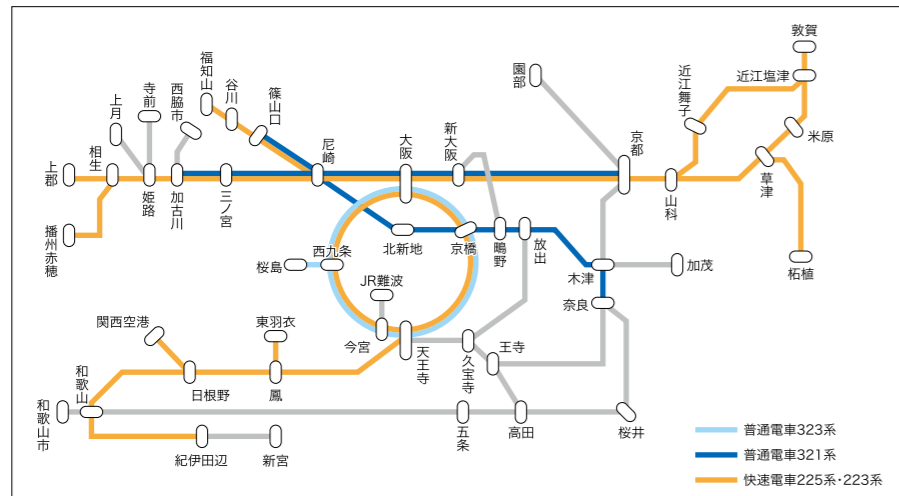 敦賀
近江塩津
園部
近江舞子
米原
福知山
谷川
篠山口
寺前
西脇市
上月
尼崎
大阪
新大阪
京都
草津
相生
上郡
姫路
加古川
三ノ宮
山科
播州赤穂
北新地
京橋
鴫野
放出
柘植
西九条
桜島
木津
加茂
JR難波
奈良
関西空港
東羽衣
今宮
天王寺
久宝寺
王寺
和歌山
日根野
鳳
和歌山市
五条
高田
桜井
紀伊田辺
新宮
普通電車323系
普通電車321系
快速電車225系・223系